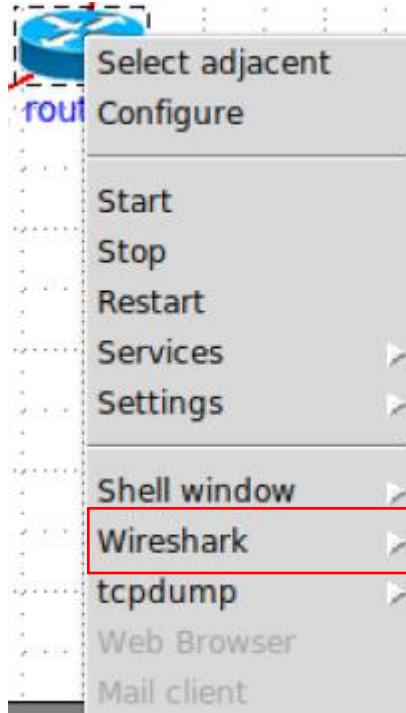 Select adjacent
rout
Configure
Start
Stop
Restart
Services
Settings
Shell window
Wireshark
tcpdump
Web Browser
Mail client